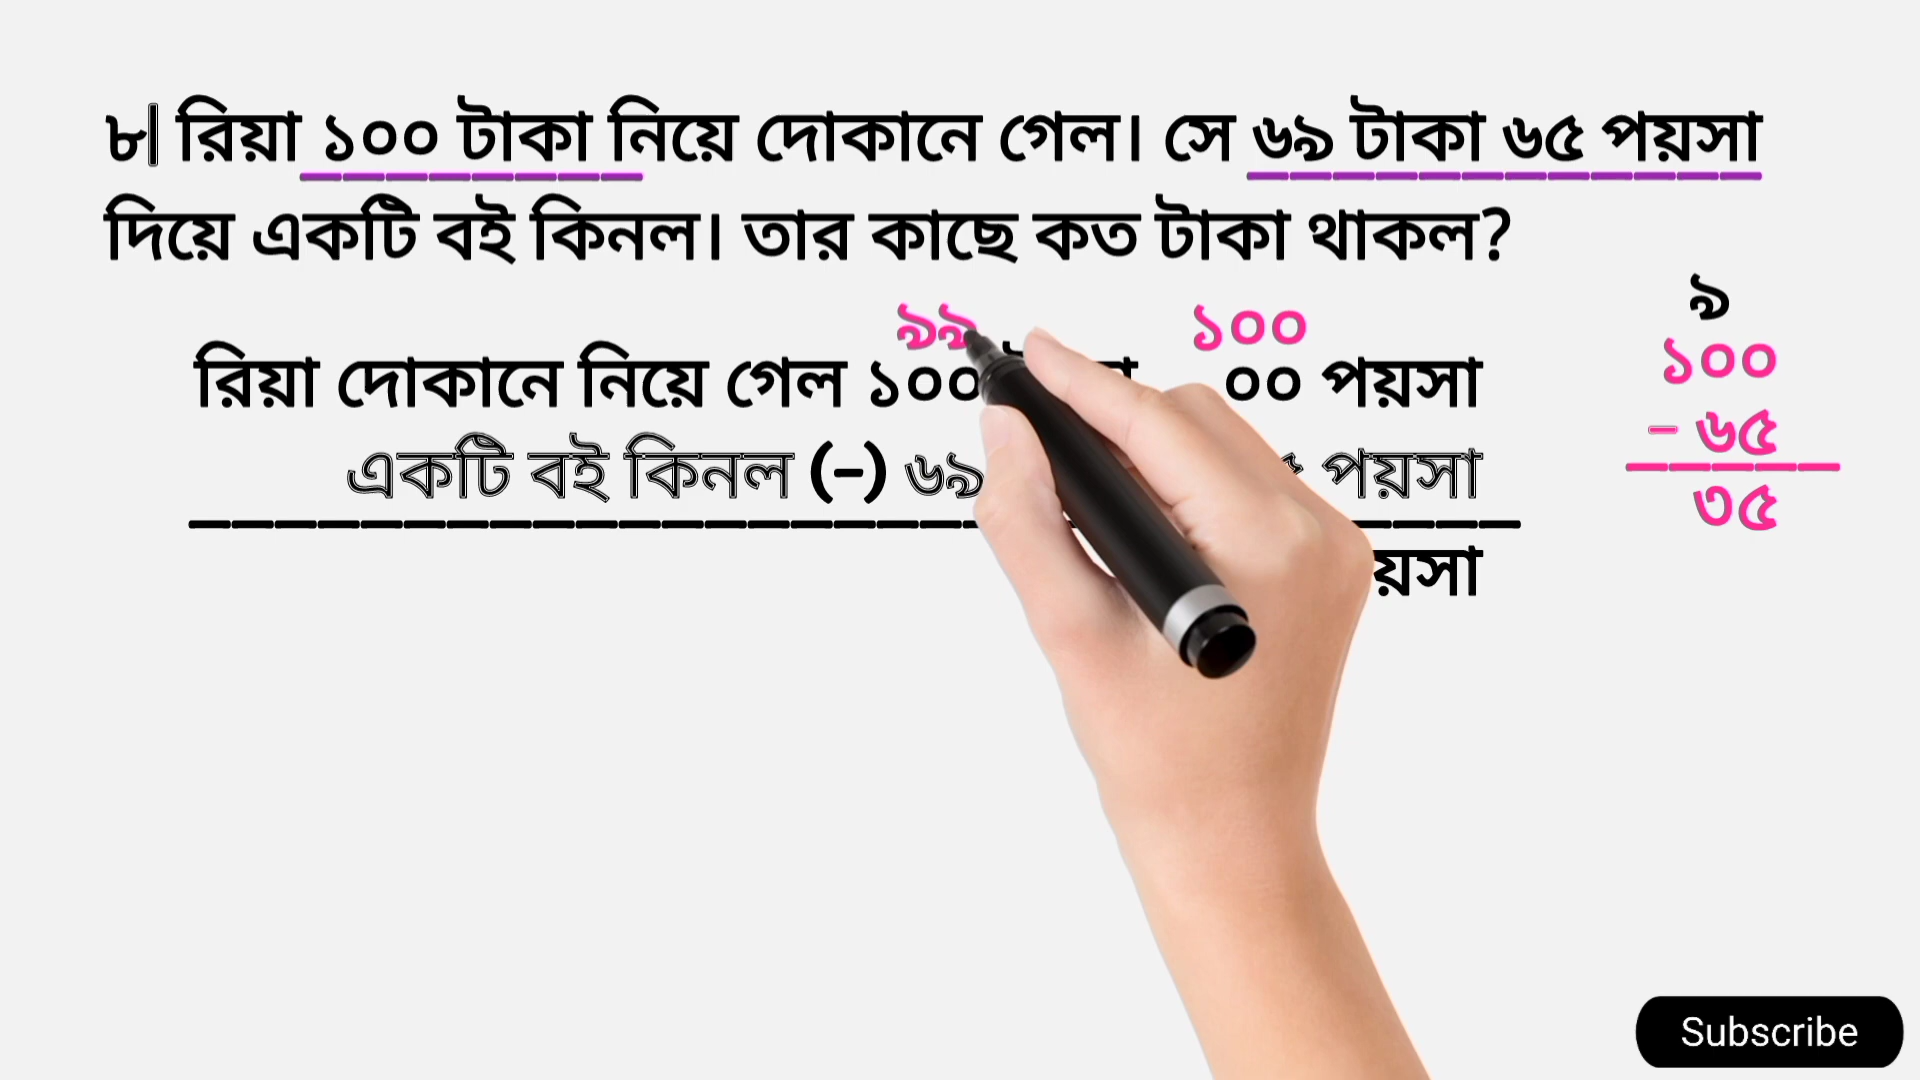 ৮| রিয়া ১০০ টাকা নিয়ে দোকানে গেল। সে ৬৯ টাকা ৬৫ পয়সা
দিয়ে একটি বই কিনল। তার কাছে কত টাকা থাকল?
৯৯ ১০০
রিয়া দোকানে নিয়ে গেল ১০০ ০০ পয়সা
একটি বই কিনল (-) ৬৯ পয়সা
৯
১০০
- ৬৫
৩৫
Subscribe